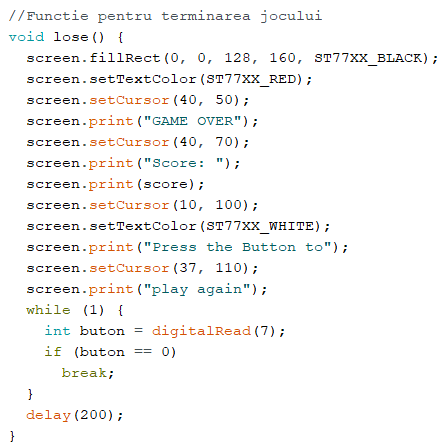 //Functie pentru terminarea jocului
void lose() {
  screen.fillRect(0, 0, 128, 160, ST77XX_BLACK);
  screen.setTextColor(ST77XX_RED);
  screen.setCursor(40, 50);
  screen.print("GAME OVER");
  screen.setCursor(40, 70);
  screen.print("Score: ");
  screen.print(score);
  screen.setCursor(10, 100);
  screen.setTextColor(ST77XX_WHITE);
  screen.print("Press the Button to");
  screen.setCursor(37, 110);
  screen.print("play again");
  while (1) {
    int buton = digitalRead(7);
    if (buton == 0)
      break;
  }
  delay(200);
}